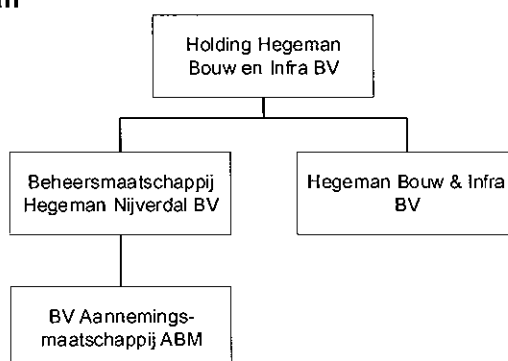 Holding Hegeman
Bouw en Infra BV
Beheersmaatschappij
Hegeman Nijverdal BV
Hegeman Bouw & Infra
BV
BV Aannemings-
maatschappij ABM